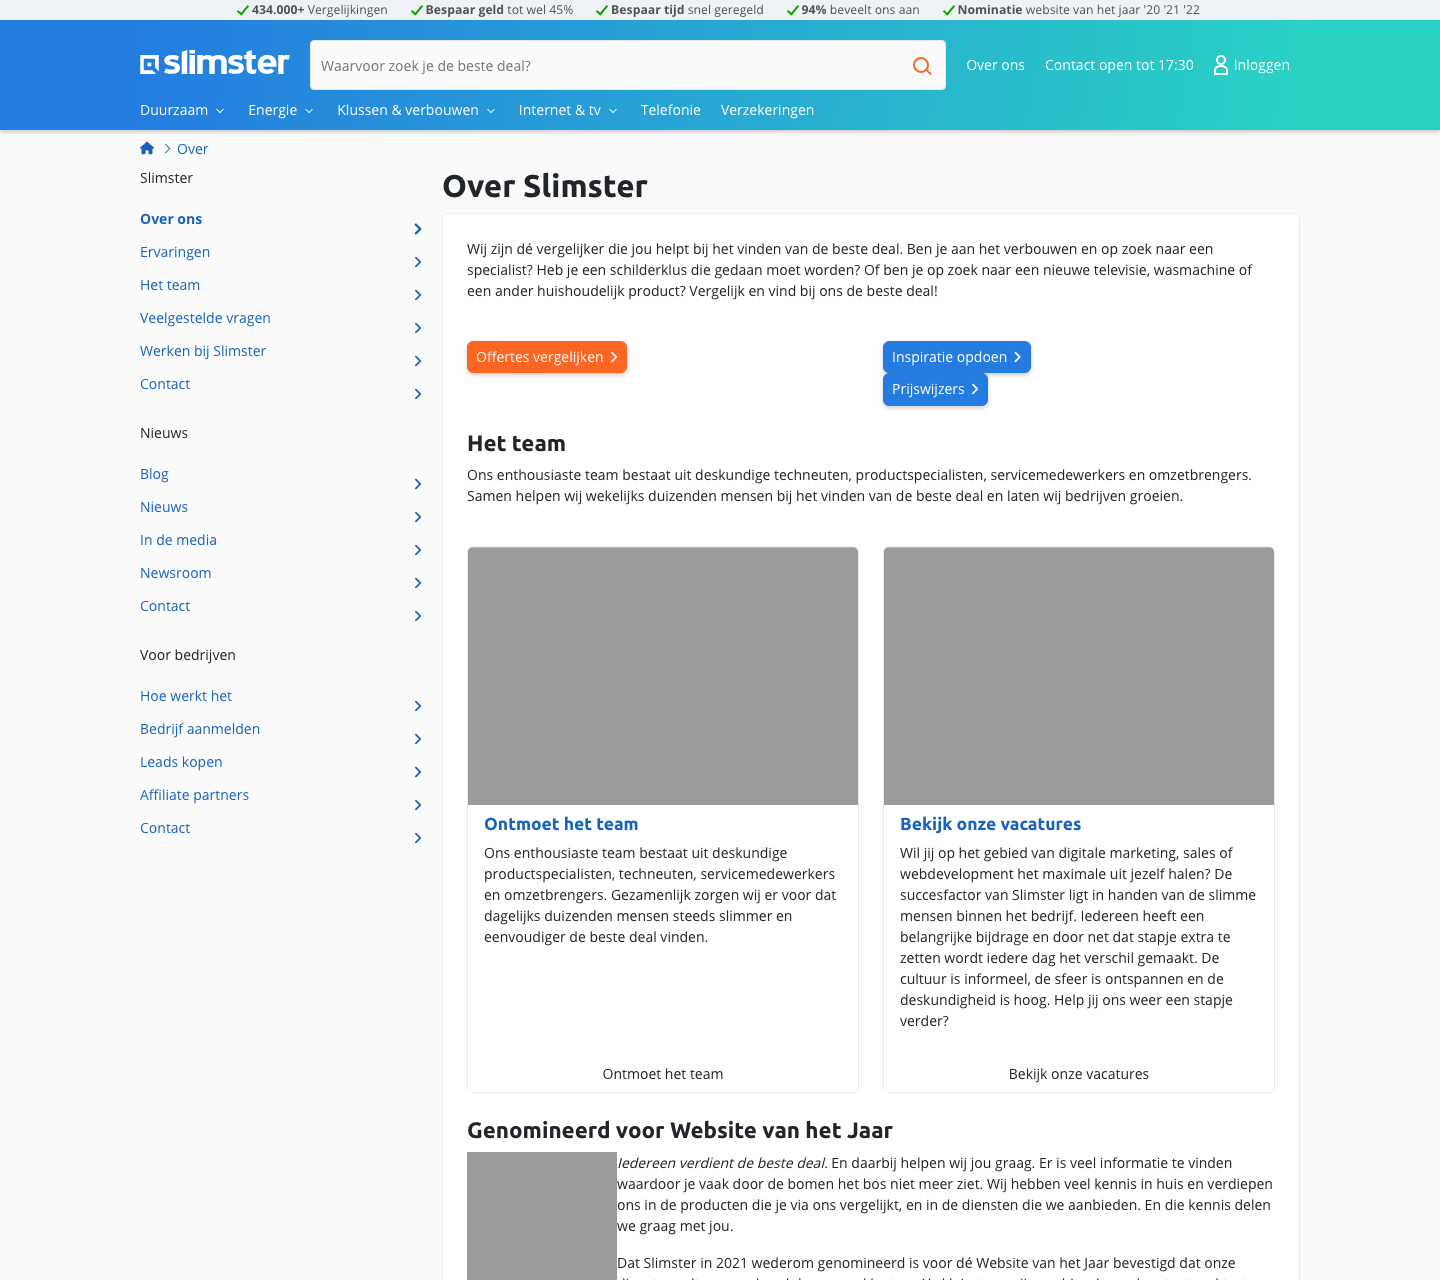 434.000+ Vergelijkingen Bespaar geld tot wel 45% Bespaar tijd snel geregeld 94% beveelt ons aan Nominatie website van het jaar '20 '21 '22
slimster Waarvoor zoek je de beste deal? Over ons Contact open tot 17:30 Inloggen
Duurzaam Energie Klussen & verbouwen Internet & tv Telefonie Verzekeringen
Over
Slimster
Over ons
Ervaringen
Het team
Veelgestelde vragen
Werken bij Slimster
Contact
Nieuws
Blog
Nieuws
In de media
Newsroom
Contact
Voor bedrijven
Hoe werkt het
Bedrijf aanmelden
Leads kopen
Affiliate partners
Contact
Over Slimster
Wij zijn dé vergelijker die jou helpt bij het vinden van de beste deal. Ben je aan het verbouwen en op zoek naar een
specialist? Heb je een schilderklus die gedaan moet worden? Of ben je op zoek naar een nieuwe televisie, wasmachine of
een ander huishoudelijk product? Vergelijk en vind bij ons de beste deal!
Offertes vergelijken
Inspiratie opdoen
Prijswijzers
Het team
Ons enthousiaste team bestaat uit deskundige techneuten, productspecialisten, servicemedewerkers en omzetbrengers.
Samen helpen wij wekelijks duizenden mensen bij het vinden van de beste deal en laten wij bedrijven groeien.
Ontmoet het team
Ons enthousiaste team bestaat uit deskundige
productspecialisten, techneuten, servicemedewerkers
en omzetbrengers. Gezamenlijk zorgen wij er voor dat
dagelijks duizenden mensen steeds slimmer en
eenvoudiger de beste deal vinden.
Ontmoet het team
Bekijk onze vacatures
Wil jij op het gebied van digitale marketing, sales of
webdevelopment het maximale uit jezelf halen? De
succesfactor van Slimster ligt in handen van de slimme
mensen binnen het bedrijf. Iedereen heeft een
belangrijke bijdrage en door net dat stapje extra te
zetten wordt iedere dag het verschil gemaakt. De
cultuur is informeel, de sfeer is ontspannen en de
deskundigheid is hoog. Help jij ons weer een stapje
verder?
Bekijk onze vacatures
Genomineerd voor Website van het Jaar
Iedereen verdient de beste deal. En daarbij helpen wij jou graag. Er is veel informatie te vinden
waardoor je vaak door de bomen het bos niet meer ziet. Wij hebben veel kennis in huis en verdiepen
ons in de producten die je via ons vergelijkt, en in de diensten die we aanbieden. En die kennis delen
we graag met jou.
Dat Slimster in 2021 wederom genomineerd is voor dé Website van het Jaar bevestigd dat onze